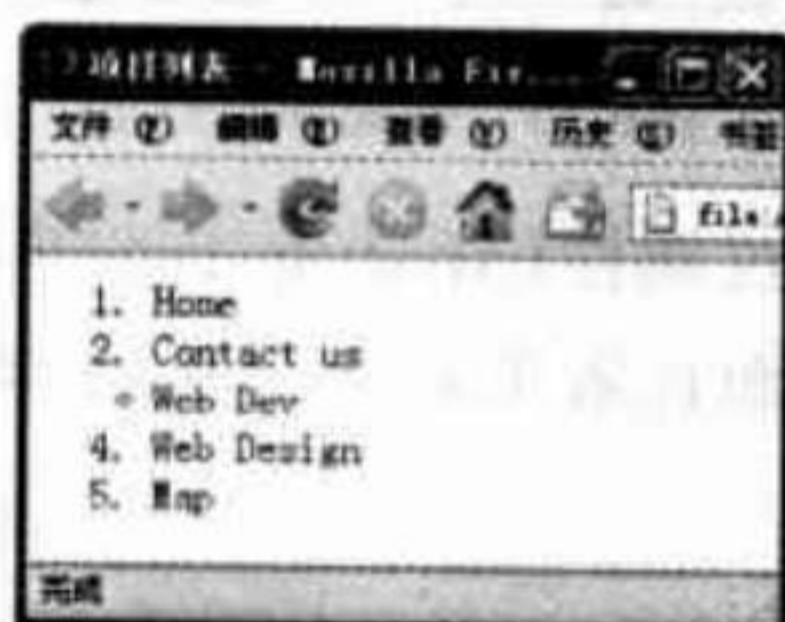 项目列表 - Mozilla Fir...
文件 (F) 编辑 (E) 查看 (V) 历史 (S) 书签
file
1. Home
2. Contact us
Web Dev
4. Web Design
5. Map
完成